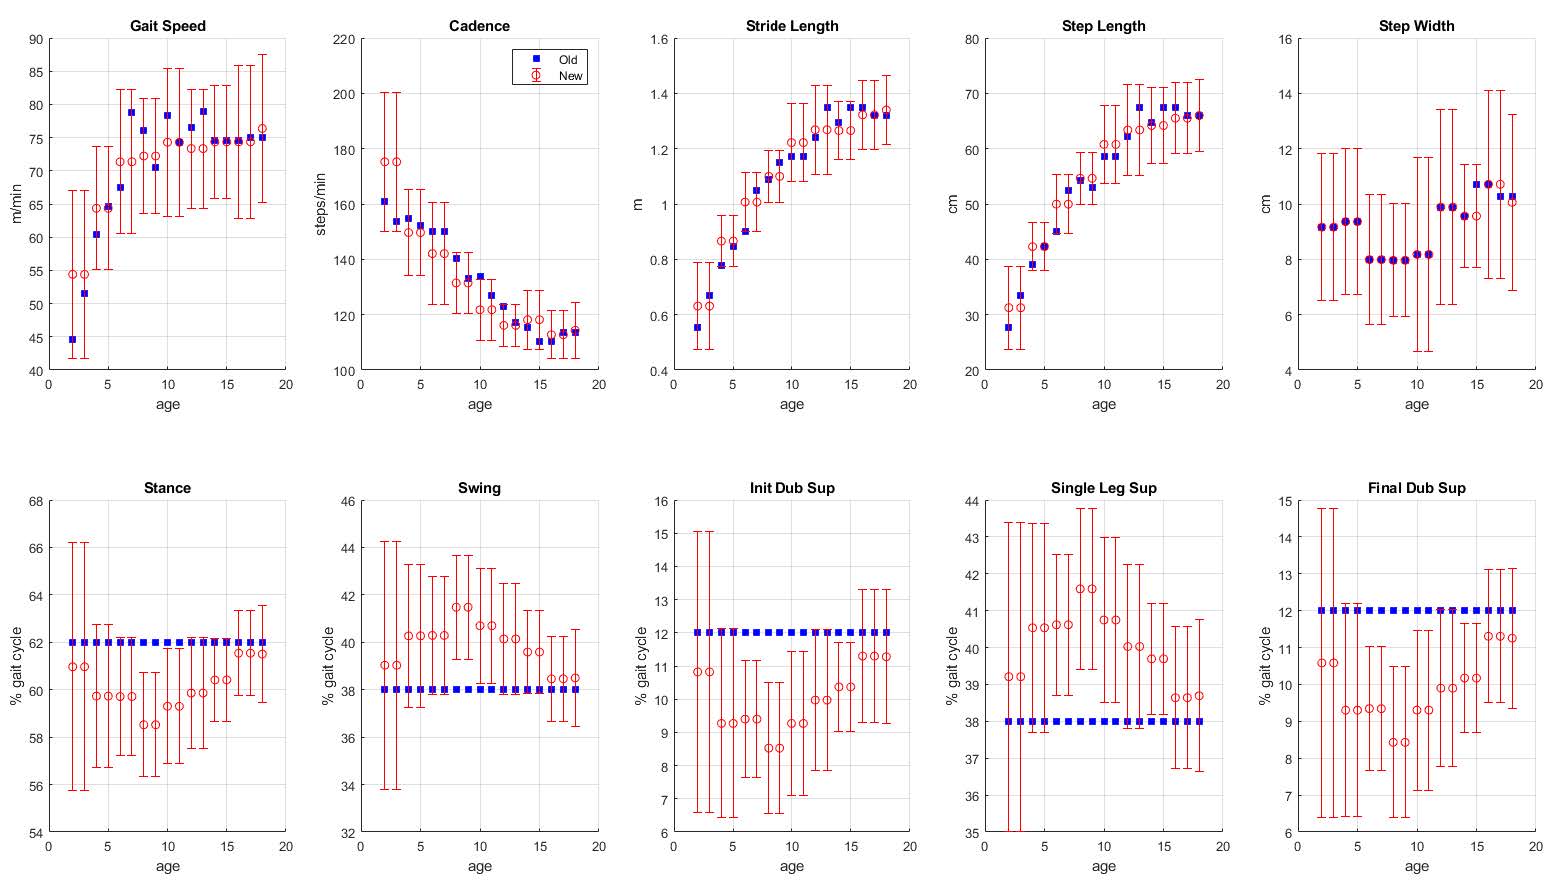 Gait Speed
Cadence
Stride Length
Step Length
Step Width
90
85
80
75
70
65
60
55
50
45
40
m/min
0 5 10 15 20
age
220
200
180
160
140
120
100
steps/min
Old
New
0 5 10 15 20
age
1.6
1.4
1.2
1
0.8
0.6
0.4
m
0 5 10 15 20
age
80
70
60
50
40
30
20
cm
0 5 10 15 20
age
16
14
12
10
8
6
4
cm
0 5 10 15 20
age
Stance
Swing
Init Dub Sup
Single Leg Sup
Final Dub Sup
68
66
64
62
60
58
56
54
% gait cycle
0 5 10 15 20
age
46
44
42
40
38
36
34
32
% gait cycle
0 5 10 15 20
age
16
15
14
13
12
11
10
9
8
7
6
% gait cycle
0 5 10 15 20
age
44
43
42
41
40
39
38
37
36
35
% gait cycle
0 5 10 15 20
age
15
14
13
12
11
10
9
8
7
6
% gait cycle
0 5 10 15 20
age